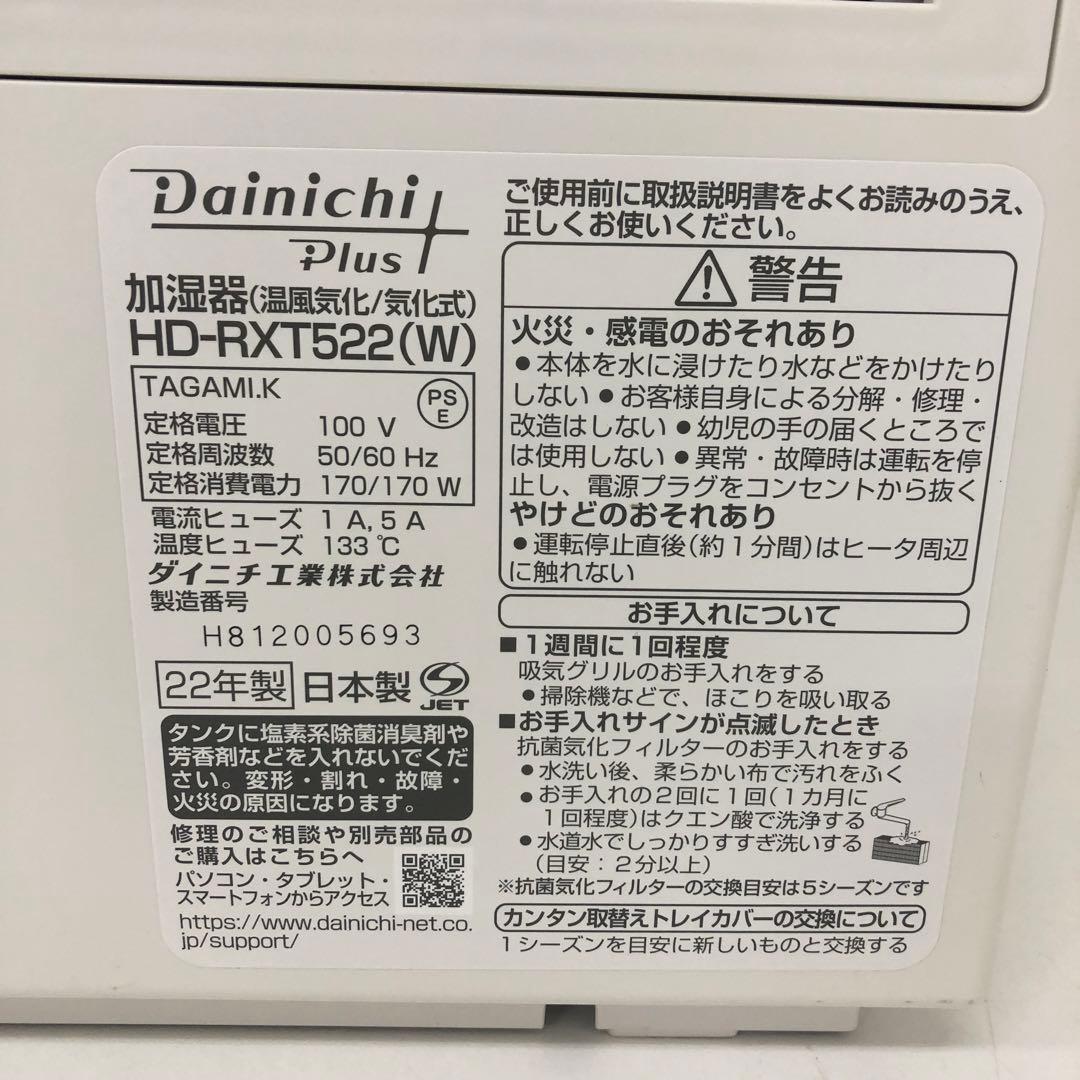 Dainichi
Plus
加湿器(温風気化/気化式)
HD-RXT522(W)
TAGAMI.K
PS
E
定格電圧 100 V
定格周波数 50/60 Hz
定格消費電力 170/170 W
電流ヒューズ 1 A, 5 A
温度ヒューズ 133℃
ダイニチ工業株式会社
製造番号
H812005693
22年製 日本製 JET
タンクに塩素系除菌消臭剤や
芳香剤などを入れないでくだ
さい。変形・割れ・故障・
火災の原因になります。
修理のご相談や別売部品の
ご購入はこちらへ
パソコン・タブレット・
スマートフォンからアクセス
https://www.dainichi-net.co.
jp/support/
ご使用前に取扱説明書をよくお読みのうえ、
正しくお使いください。
警告
火災・感電のおそれあり
●本体を水に浸けたり水などをかけたり
しない ●お客様自身による分解・修理・
改造はしない ●幼児の手の届くところで
は使用しない ●異常・故障時は運転を停
止し、電源プラグをコンセントから抜く
やけどのおそれあり
●運転停止直後(約1分間)はヒータ周辺
に触れない
お手入れについて
■1週間に1回程度
吸気グリルのお手入れをする
●掃除機などで、ほこりを吸い取る
■お手入れサインが点滅したとき
抗菌気化フィルターのお手入れをする
●水洗い後、柔らかい布で汚れをふく
●お手入れの2回に1回(1カ月に
1回程度)はクエン酸で洗浄する
●水道水でしっかりすすぎ洗いする
(目安:2分以上)
※抗菌気化フィルターの交換目安は5シーズンです
カンタン取替えトレイカバーの交換について
1シーズンを目安に新しいものと交換する